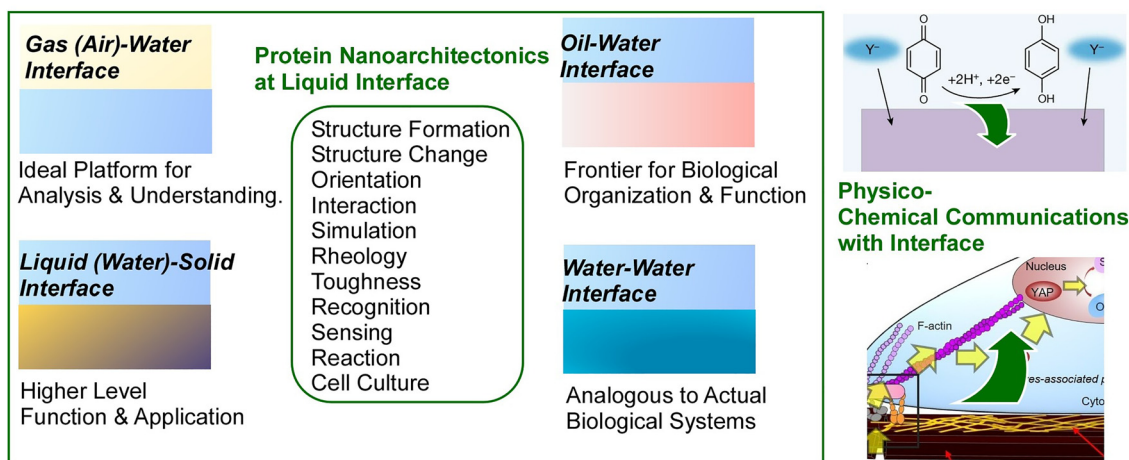 Gas (Air)-Water
Interface
Ideal Platform for
Analysis & Understanding.
Liquid (Water)-Solid
Interface
Higher Level
Function & Application
Protein Nanoarchitectonics
at Liquid Interface
Structure Formation
Structure Change
Orientation
Interaction
Simulation
Rheology
Toughness
Recognition
Sensing
Reaction
Cell Culture
Oil-Water
Interface
Frontier for Biological
Organization & Function
Water-Water
Interface
Analogous to Actual
Biological Systems
O
OH
Y⁻
Y⁻
+2H⁺, +2e⁻
O
OH
Physico-
Chemical Communications
with Interface
Nucleus
YAP
F-actin
res-associated p
Cyto